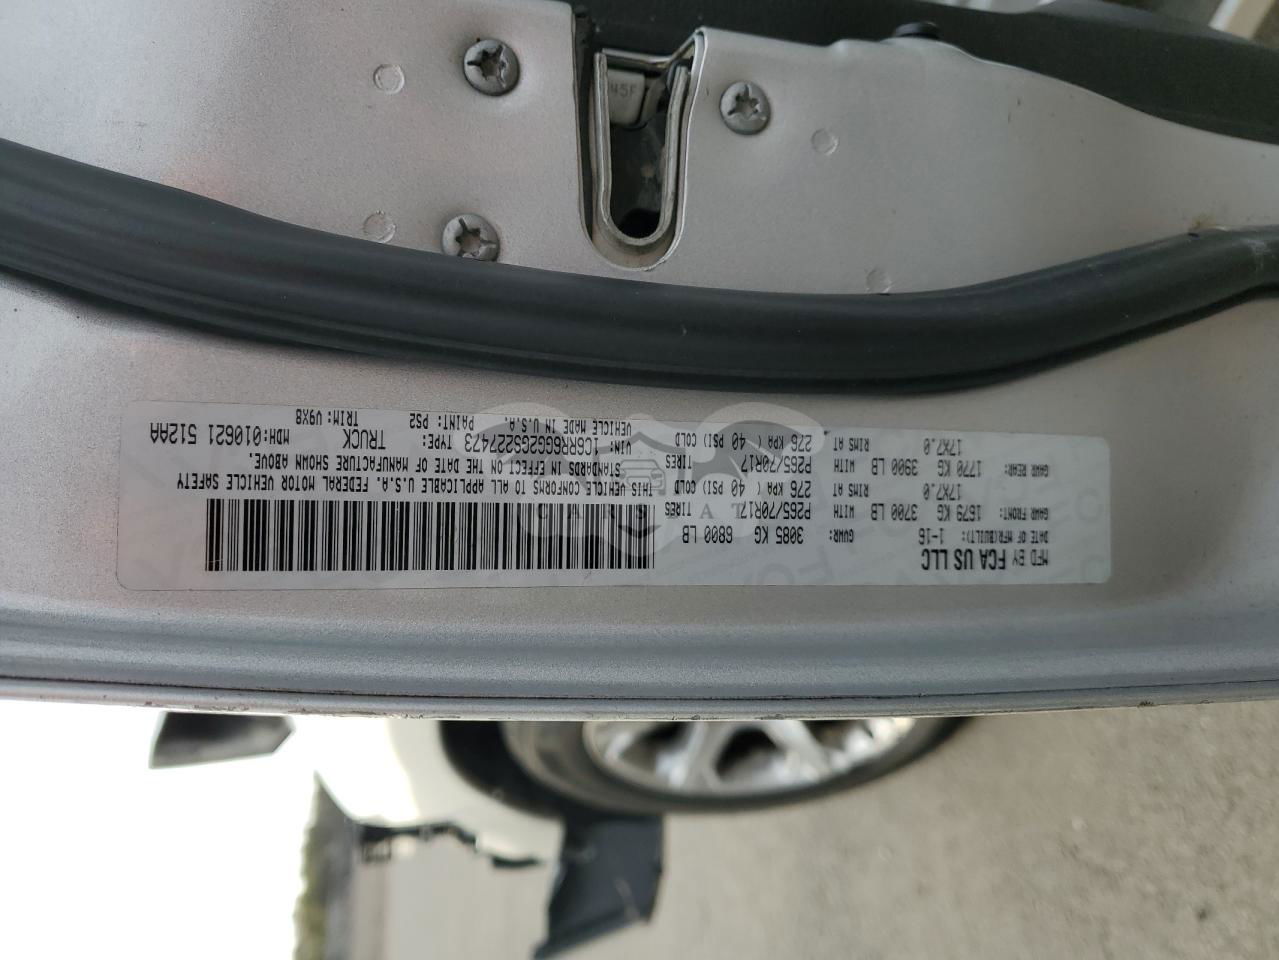 MFD BY FCA US LLC
DATE OF MFR(BUILT): 1-16 GVWR: 3085 KG 6800 LB
GAWR FRONT: 1679 KG 3700 LB WITH P265/70R17 TIRES
17X7.0 RIMS AT 276 KPA ( 40 PSI) COLD
GAWR REAR: 1770 KG 3900 LB WITH P265/70R17 TIRES
17X7.0 RIMS AT 276 KPA ( 40 PSI) COLD
THIS VEHICLE CONFORMS TO ALL APPLICABLE U.S.A. FEDERAL MOTOR VEHICLE SAFETY
STANDARDS IN EFFECT ON THE DATE OF MANUFACTURE SHOWN ABOVE.
VIN: 1C6RR6GG2GS227473 TYPE: TRUCK MDH:010621 512AA
VEHICLE MADE IN U.S.A. PAINT: PS2 TRIM: V9X8
CARSTAT